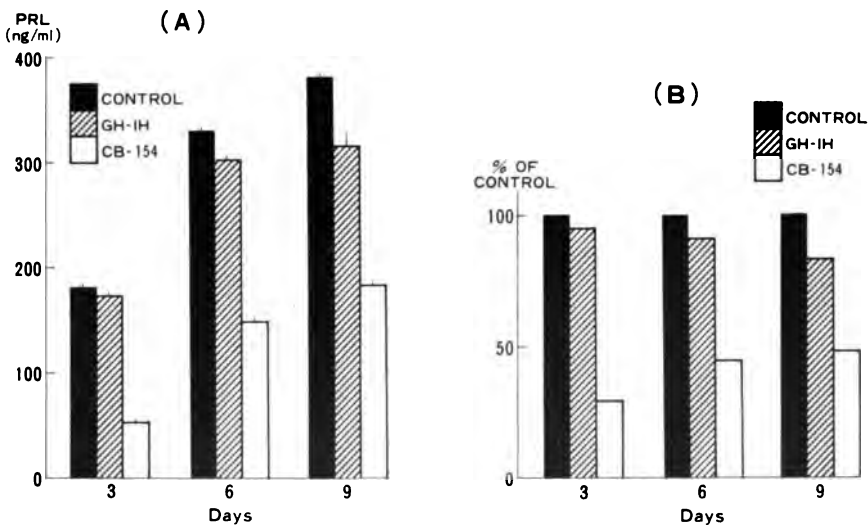 PRL
(ng/ml)
(A)
400
300
200
100
0
CONTROL
GH-IH
CB-154
3
6
9
Days
(B)
CONTROL
GH-IH
CB-154
% OF
CONTROL
100
50
0
3
6
9
Days